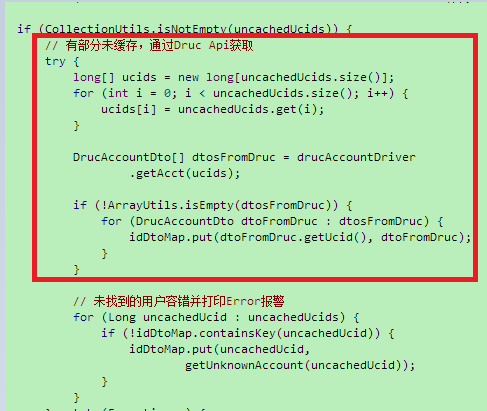 if (CollectionUtils.isNotEmpty(uncachedUcids)) {
// 有部分未缓存，通过Druc Api获取
try {
long[] ucids = new long[uncachedUcids.size()];
for (int i = 0; i < uncachedUcids.size(); i++) {
ucids[i] = uncachedUcids.get(i);
}
DrucAccountDto[] dtosFromDruc = drucAccountDriver
.getAcct(ucids);
if (!ArrayUtils.isEmpty(dtosFromDruc)) {
for (DrucAccountDto dtoFromDruc : dtosFromDruc) {
idDtoMap.put(dtoFromDruc.getUcid(), dtoFromDruc);
}
}
// 未找到的用户容错并打印Error报警
for (Long uncachedUcid : uncachedUcids) {
if (!idDtoMap.containsKey(uncachedUcid)) {
idDtoMap.put(uncachedUcid,
getUnknownAccount(uncachedUcid));
}
}